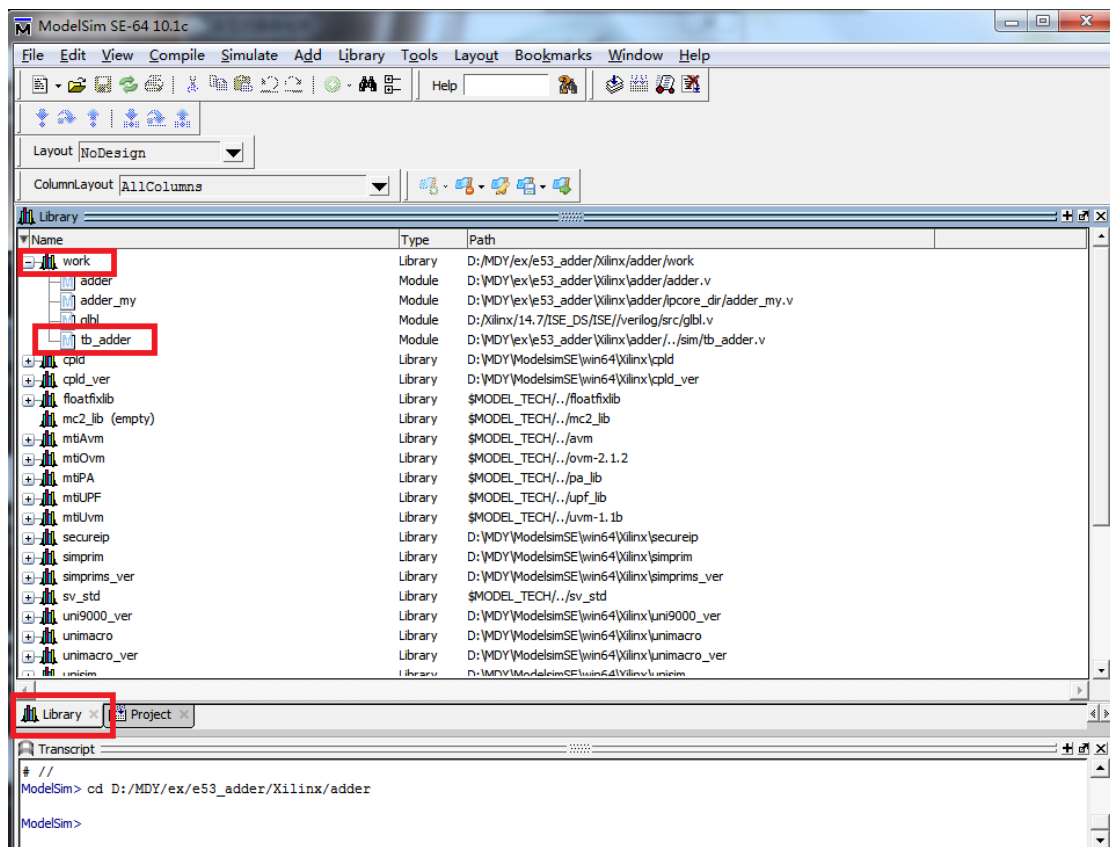 ModelSim SE-64 10.1c
File Edit View Compile Simulate Add Library Tools Layout Bookmarks Window Help
Help
Layout NoDesign
ColumnLayout AllColumns
Library
Name Type Path
work Library D:/MDY/ex/e53_adder/Xilinx/adder/work
adder Module D:\MDY\ex\e53_adder\Xilinx\adder/adder.v
adder_my Module D:\MDY\ex\e53_adder\Xilinx\adder/ipcore_dir/adder_my.v
glbl Module D:/Xilinx/14.7/ISE_DS/ISE//verilog/src/glbl.v
tb_adder Module D:\MDY\ex\e53_adder\Xilinx\adder/../sim/tb_adder.v
cpld Library D:\MDY\ModelsimSE\win64\Xilinx\cpld
cpld_ver Library D:\MDY\ModelsimSE\win64\Xilinx\cpld_ver
floatfixlib Library $MODEL_TECH/../floatfixlib
mc2_lib (empty) Library $MODEL_TECH/../mc2_lib
mtiAvm Library $MODEL_TECH/../avm
mtiOvm Library $MODEL_TECH/../ovm-2.1.2
mtiPA Library $MODEL_TECH/../pa_lib
mtiUPF Library $MODEL_TECH/../upf_lib
mtiUvm Library $MODEL_TECH/../uvm-1.1b
secureip Library D:\MDY\ModelsimSE\win64\Xilinx\secureip
simprim Library D:\MDY\ModelsimSE\win64\Xilinx\simprim
simprims_ver Library D:\MDY\ModelsimSE\win64\Xilinx\simprims_ver
sv_std Library $MODEL_TECH/../sv_std
uni9000_ver Library D:\MDY\ModelsimSE\win64\Xilinx\uni9000_ver
unimacro Library D:\MDY\ModelsimSE\win64\Xilinx\unimacro
unimacro_ver Library D:\MDY\ModelsimSE\win64\Xilinx\unimacro_ver
unisim Library D:\MDY\ModelsimSE\win64\Xilinx\unisim
Library Project
Transcript
# //
ModelSim> cd D:/MDY/ex/e53_adder/Xilinx/adder
ModelSim>